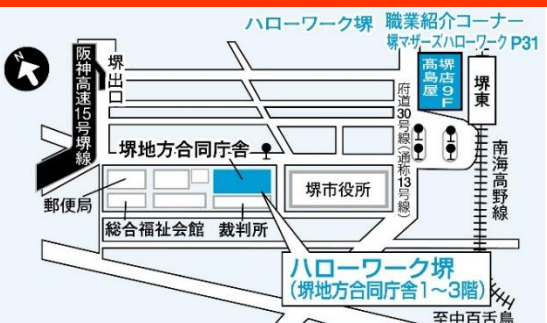 ハローワーク堺 職業紹介コーナー
堺マザーズハローワーク P31
N
阪神高速15号堺線
堺出口
髙島屋
堺店9F
堺東
府道30号線(通称13号線)
南海高野線
堺地方合同庁舎
郵便局
総合福祉会館
裁判所
堺市役所
ハローワーク堺
(堺地方合同庁舎1~3階)
至中百舌鳥